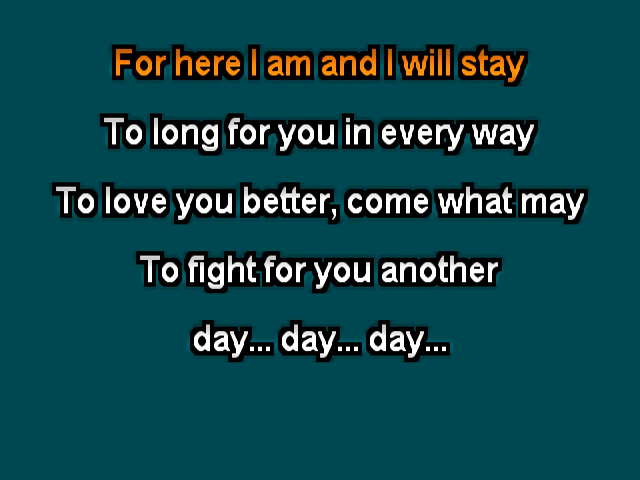 For here I am and I will stay
To long for you in every way
To love you better, come what may
To fight for you another
day... day... day...